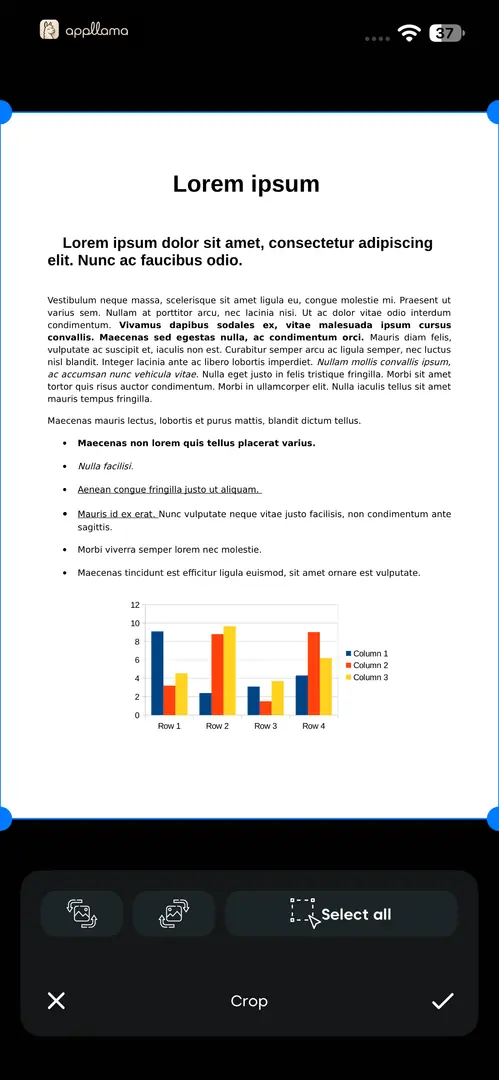 appllama
37
Lorem ipsum
Lorem ipsum dolor sit amet, consectetur adipiscing
elit. Nunc ac faucibus odio.
Vestibulum neque massa, scelerisque sit amet ligula eu, congue molestie mi. Praesent ut
varius sem. Nullam at porttitor arcu, nec lacinia nisi. Ut ac dolor vitae odio interdum
condimentum. Vivamus dapibus sodales ex, vitae malesuada ipsum cursus
convallis. Maecenas sed egestas nulla, ac condimentum orci. Mauris diam felis,
vulputate ac suscipit et, iaculis non est. Curabitur semper arcu ac ligula semper, nec luctus
nisl blandit. Integer lacinia ante ac libero lobortis imperdiet. Nullam mollis convallis ipsum,
ac accumsan nunc vehicula vitae. Nulla eget justo in felis tristique fringilla. Morbi sit amet
tortor quis risus auctor condimentum. Morbi in ullamcorper elit. Nulla iaculis tellus sit amet
mauris tempus fringilla.
Maecenas mauris lectus, lobortis et purus mattis, blandit dictum tellus.
• Maecenas non lorem quis tellus placerat varius.
• Nulla facilisi.
• Aenean congue fringilla justo ut aliquam.
• Mauris id ex erat. Nunc vulputate neque vitae justo facilisis, non condimentum ante
sagittis.
• Morbi viverra semper lorem nec molestie.
• Maecenas tincidunt est efficitur ligula euismod, sit amet ornare est vulputate.
12
10
8
6
4
2
0
Row 1 Row 2 Row 3 Row 4
Column 1
Column 2
Column 3
Select all
Crop